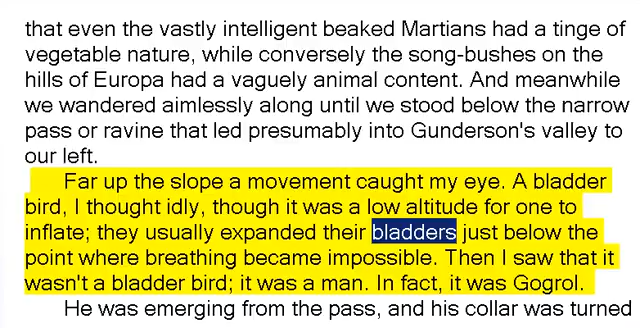 that even the vastly intelligent beaked Martians had a tinge of
vegetable nature, while conversely the song-bushes on the
hills of Europa had a vaguely animal content. And meanwhile
we wandered aimlessly along until we stood below the narrow
pass or ravine that led presumably into Gunderson's valley to
our left.
Far up the slope a movement caught my eye. A bladder
bird, I thought idly, though it was a low altitude for one to
inflate; they usually expanded their bladders just below the
point where breathing became impossible. Then I saw that it
wasn't a bladder bird; it was a man. In fact, it was Gogrol.
He was emerging from the pass, and his collar was turned